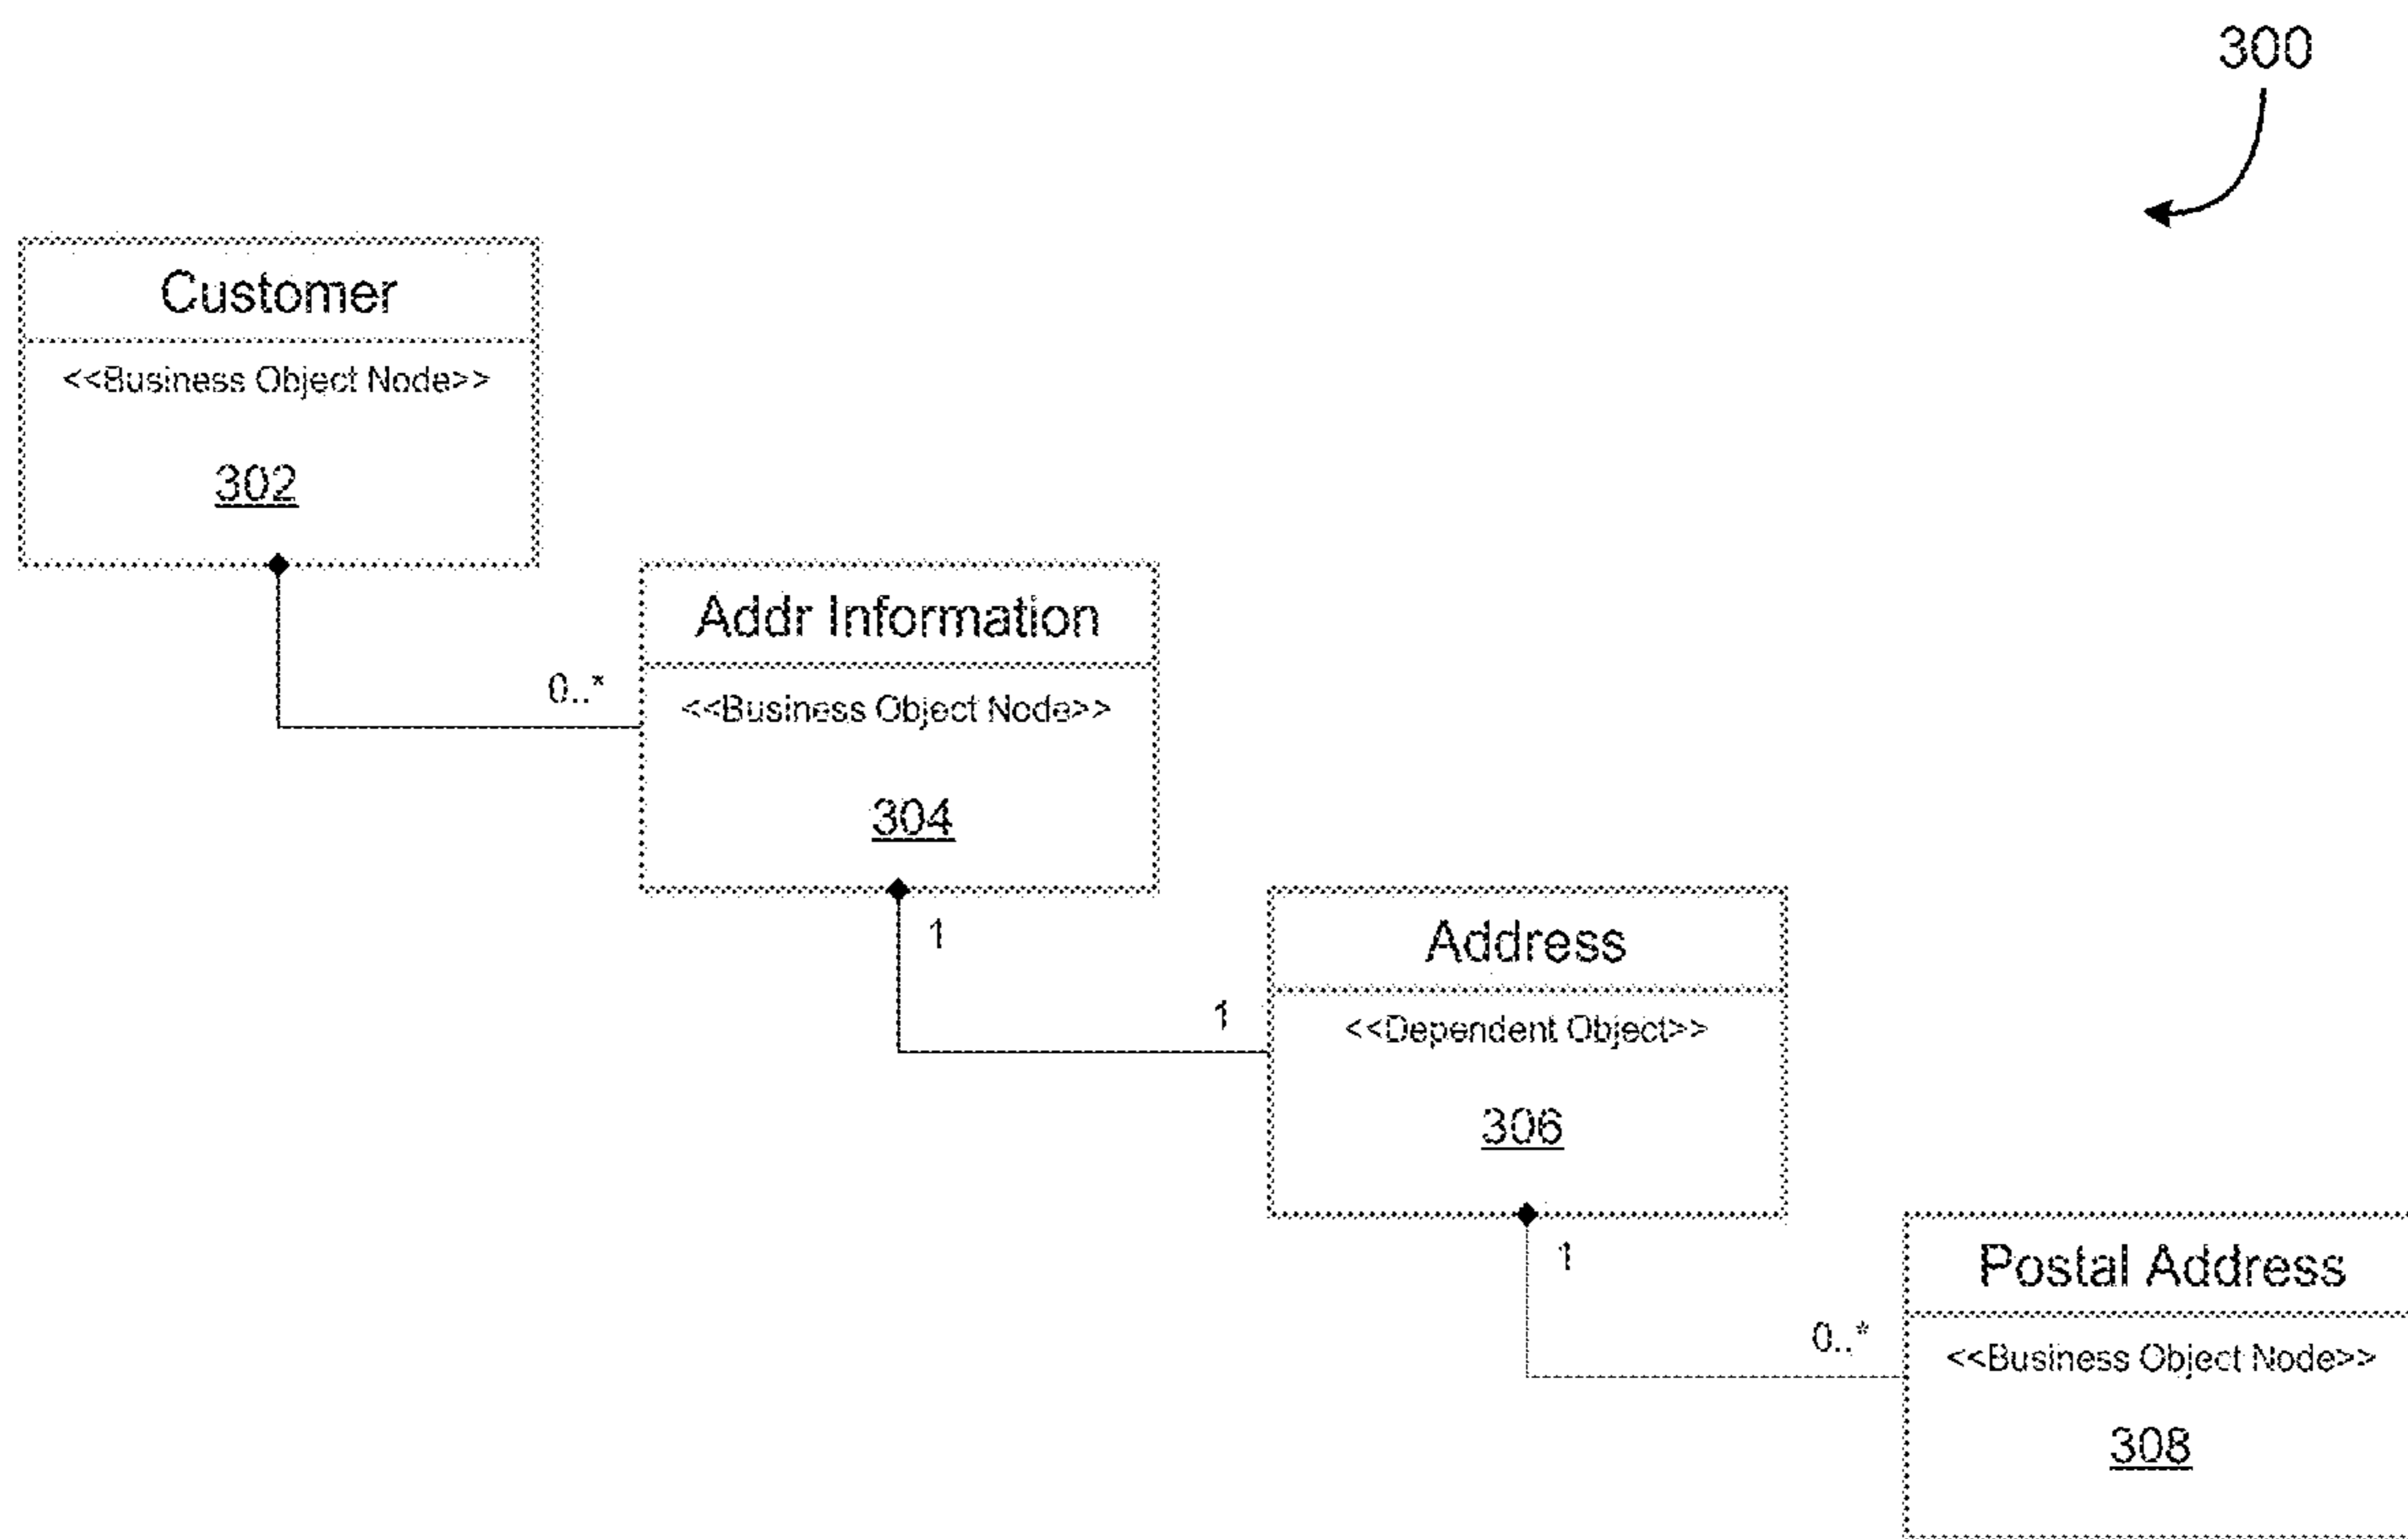 300
Customer
<<Business Object Node>>
302
0..*
Addr Information
<<Business Object Node>>
304
1
1
Address
<<Dependent Object>>
306
1
0..*
Postal Address
<<Business Object Node>>
308